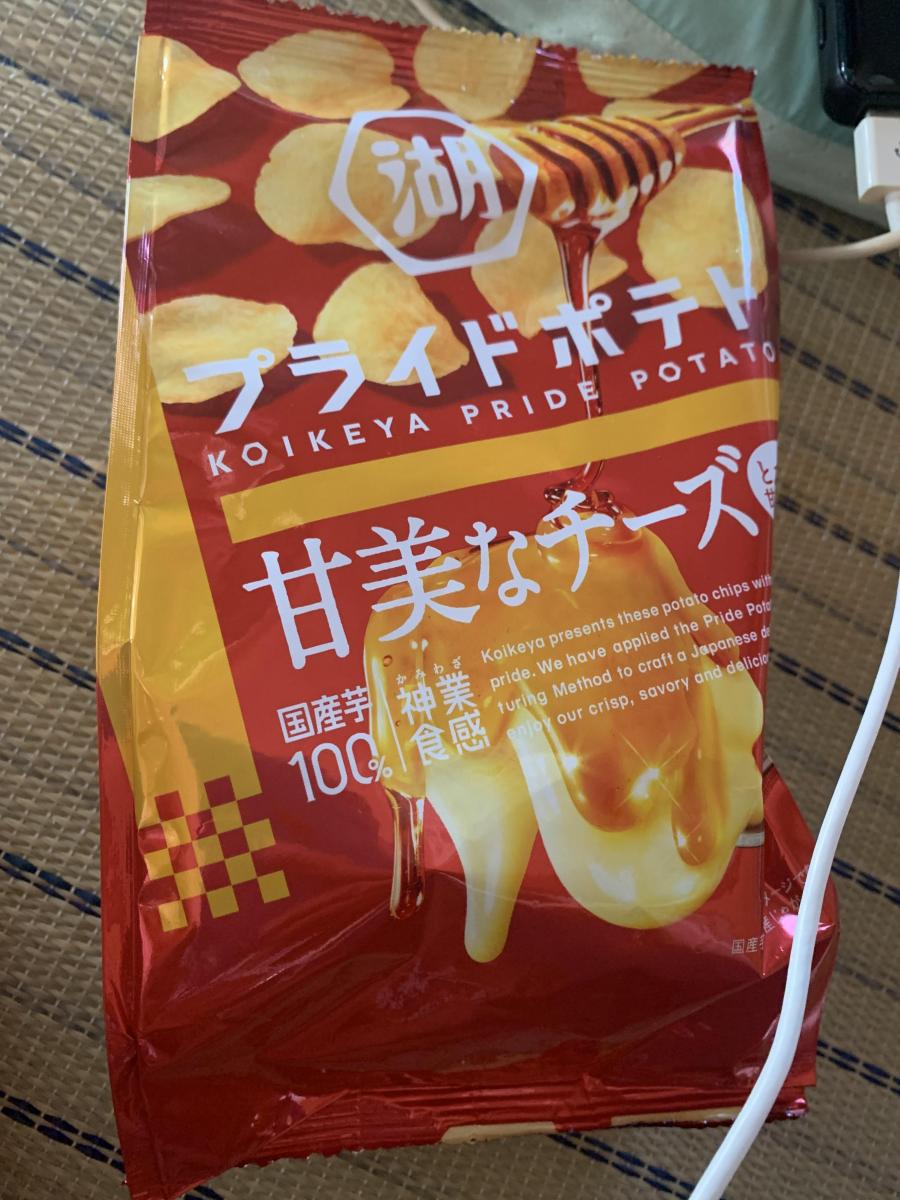 湖
プライドポテト
KOIKEYA PRIDE POTATO
甘美なチーズ
Koikeya presents these potato chips with
pride. We have applied the Pride
turing Method to craft a Japanese
enjoy our crisp, savory and
かみわざ
国産芋 神業
100% 食感
国産